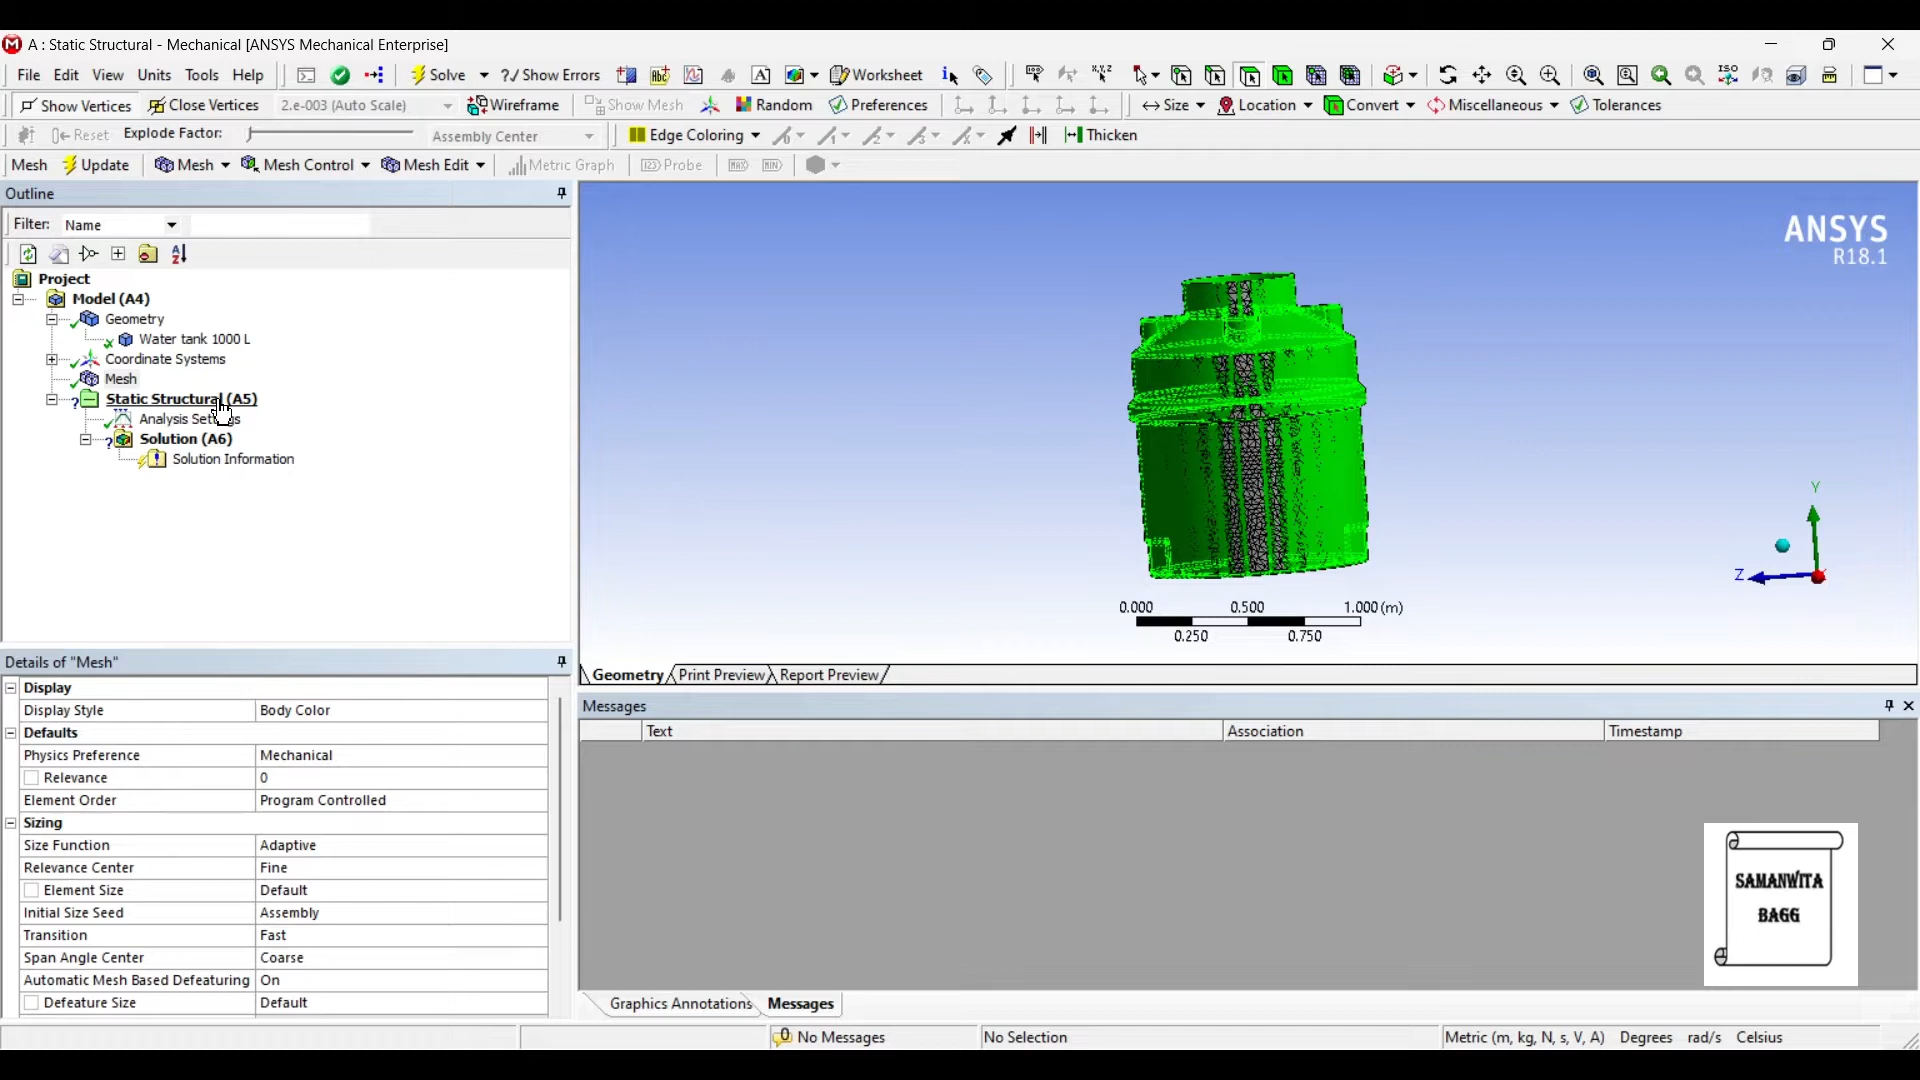 A : Static Structural - Mechanical [ANSYS Mechanical Enterprise]
File Edit View Units Tools Help Solve ?/ Show Errors Worksheet
Show Vertices Close Vertices 2.e-003 (Auto Scale) Wireframe Show Mesh Random Preferences Size Location Convert Miscellaneous Tolerances
Reset Explode Factor: Assembly Center Edge Coloring Thicken
Mesh Update Mesh Mesh Control Mesh Edit Metric Graph Probe
Outline
Filter: Name
Project
Model (A4)
Geometry
Water tank 1000 L
Coordinate Systems
Mesh
Static Structural (A5)
Solution (A6)
Solution Information
ANSYS
R18.1
Y
Z
0.000 0.500 1.000 (m)
0.250 0.750
Geometry Print Preview Report Preview
Details of "Mesh"
Display
Display Style Body Color
Defaults
Physics Preference Mechanical
Relevance 0
Element Order Program Controlled
Sizing
Size Function Adaptive
Relevance Center Fine
Element Size Default
Initial Size Seed Assembly
Transition Fast
Span Angle Center Coarse
Automatic Mesh Based Defeaturing On
Defeature Size Default
Messages
Text Association Timestamp
SAMANWITA
BAGG
Graphics Annotations Messages
0 No Messages No Selection Metric (m, kg, N, s, V, A) Degrees rad/s Celsius